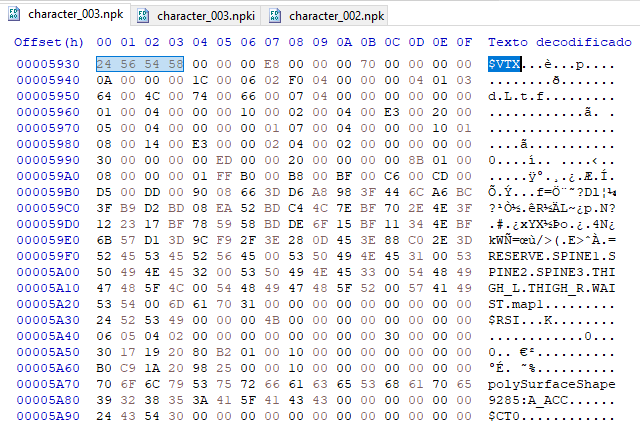 character_003.npk character_003.npki character_002.npk
Offset(h) 00 01 02 03 04 05 06 07 08 09 0A 0B 0C 0D 0E 0F Texto decodificado
00005930 24 56 54 58 00 00 00 E8 00 00 00 70 00 00 00 00 $VTX...è...p....
00005940 0A 00 00 00 1C 00 06 02 F0 04 00 00 00 04 01 03 ........ð.......
00005950 64 00 4C 00 74 00 66 00 07 04 00 00 00 00 00 00 d.L.t.f.........
00005960 01 00 04 00 00 00 10 00 02 00 04 00 E3 00 20 00 ............ã. .
00005970 05 00 04 00 00 00 00 01 07 00 04 00 00 00 10 01 ................
00005980 08 00 14 00 E3 00 00 02 04 00 02 00 00 00 00 00 ....ã...........
00005990 30 00 00 00 00 ED 00 00 20 00 00 00 00 8B 01 00 0....í.. ....‹..
000059A0 08 00 00 00 01 FF B0 00 B8 00 BF 00 C6 00 CD 00 .....ÿ°.¸.¿.Æ.Í.
000059B0 D5 00 DD 00 90 08 66 3D D6 A8 98 3F 44 6C A6 BC Õ.Ý...f=Ö¨˜?Dl¦¼
000059C0 3F B9 D2 BD 08 EA 52 BD C4 4C 7E BF 70 2E 4E 3F ?¹Ò½.êR½ÄL~¿p.N?
000059D0 12 23 17 BF 78 59 58 BD DE 6F 15 BF 11 34 4E BF .#.¿xYX½Þo.¿.4N¿
000059E0 6B 57 D1 3D 9C F9 2F 3E 28 0D 45 3E 88 C0 2E 3D kWÑ=œù/>(.E>ˆÀ.=
000059F0 52 45 53 45 52 56 45 00 53 50 49 4E 45 31 00 53 RESERVE.SPINE1.S
00005A00 50 49 4E 45 32 00 53 50 49 4E 45 33 00 54 48 49 PINE2.SPINE3.THI
00005A10 47 48 5F 4C 00 54 48 49 47 48 5F 52 00 57 41 49 GH_L.THIGH_R.WAI
00005A20 53 54 00 6D 61 70 31 00 00 00 00 00 00 00 00 00 ST.map1.........
00005A30 24 52 53 49 00 00 00 4B 00 00 00 00 00 00 00 00 $RSI...K........
00005A40 06 05 04 02 00 00 00 00 00 00 00 30 00 00 00 00 ...........0....
00005A50 30 17 19 20 80 B2 01 00 10 00 00 00 00 00 00 00 0.. €²..........
00005A60 B0 C9 1A 20 98 25 00 00 10 00 00 00 00 00 00 00 °É. ˜%..........
00005A70 70 6F 6C 79 53 75 72 66 61 63 65 53 68 61 70 65 polySurfaceShape
00005A80 39 32 38 35 3A 41 5F 41 43 43 00 00 00 00 00 00 9285:A_ACC......
00005A90 24 43 54 30 00 00 00 00 00 00 00 00 00 00 00 00 $CT0............